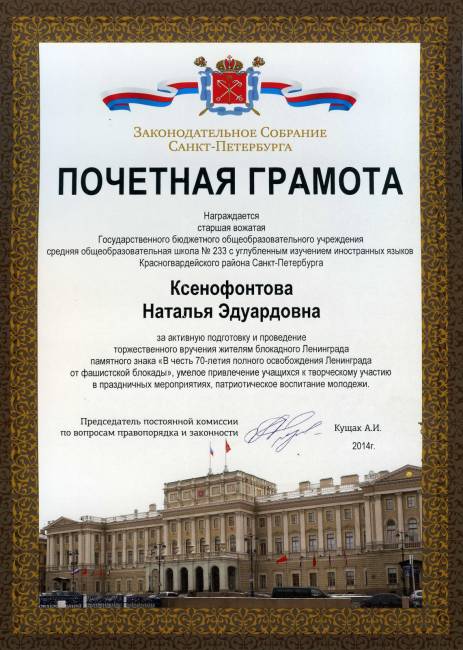 Законодательное Собрание
Санкт-Петербурга
ПОЧЕТНАЯ ГРАМОТА
Награждается
старшая вожатая
Государственного бюджетного общеобразовательного учреждения
средняя общеобразовательная школа № 233 с углубленным изучением иностранных языков
Красногвардейского района Санкт-Петербурга
Ксенофонтова
Наталья Эдуардовна
за активную подготовку и проведение
торжественного вручения жителям блокадного Ленинграда
памятного знака «В честь 70-летия полного освобождения Ленинграда
от фашистской блокады», умелое привлечение учащихся к творческому участию
в праздничных мероприятиях, патриотическое воспитание молодежи.
Председатель постоянной комиссии
по вопросам правопорядка и законности
Кущак А.И.
2014г.